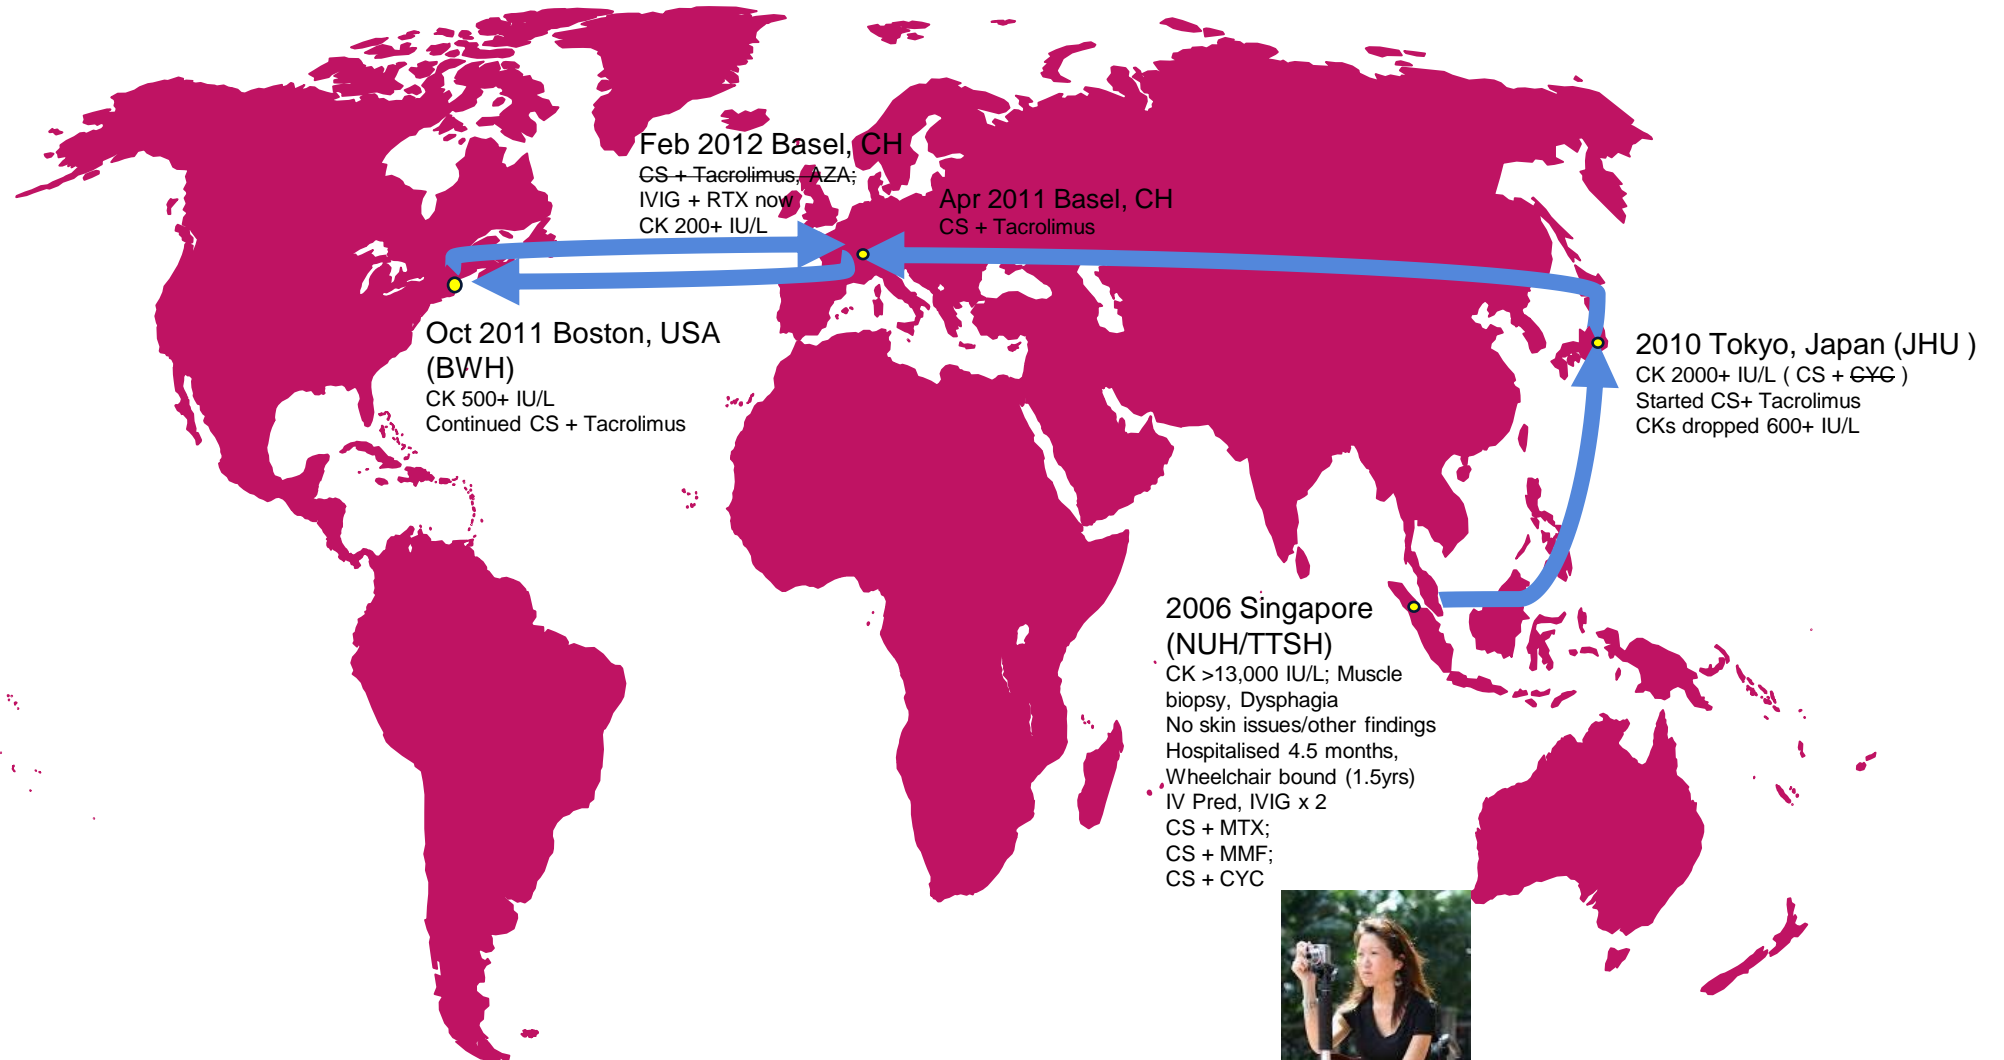 Feb 2012 Basel, CH
CS + Tacrolimus, AZA;
IVIG + RTX now
CK 200+ IU/L
Apr 2011 Basel, CH
CS + Tacrolimus
Oct 2011 Boston, USA
(BWH)
CK 500+ IU/L
Continued CS + Tacrolimus
2010 Tokyo, Japan (JHU )
CK 2000+ IU/L ( CS + CYC )
Started CS+ Tacrolimus
CKs dropped 600+ IU/L
2006 Singapore
(NUH/TTSH)
CK >13,000 IU/L; Muscle
biopsy, Dysphagia
No skin issues/other findings
Hospitalised 4.5 months,
Wheelchair bound (1.5yrs)
IV Pred, IVIG x 2
CS + MTX;
CS + MMF;
CS + CYC